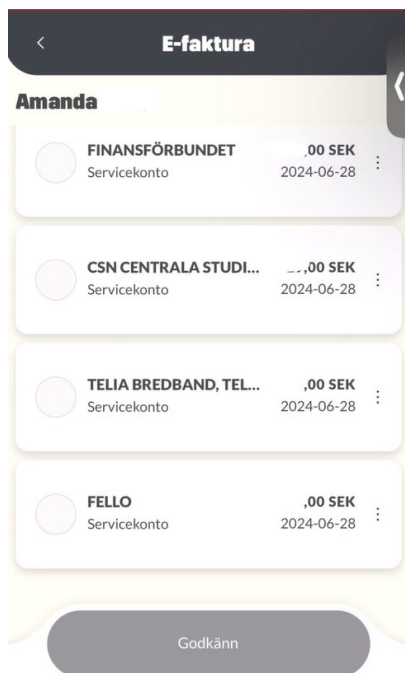 E-faktura
Amanda
FINANSFÖRBUNDET ,00 SEK
Servicekonto 2024-06-28
CSN CENTRALA STUDI... ,00 SEK
Servicekonto 2024-06-28
TELIA BREDBAND, TEL... ,00 SEK
Servicekonto 2024-06-28
FELLO ,00 SEK
Servicekonto 2024-06-28
Godkänn